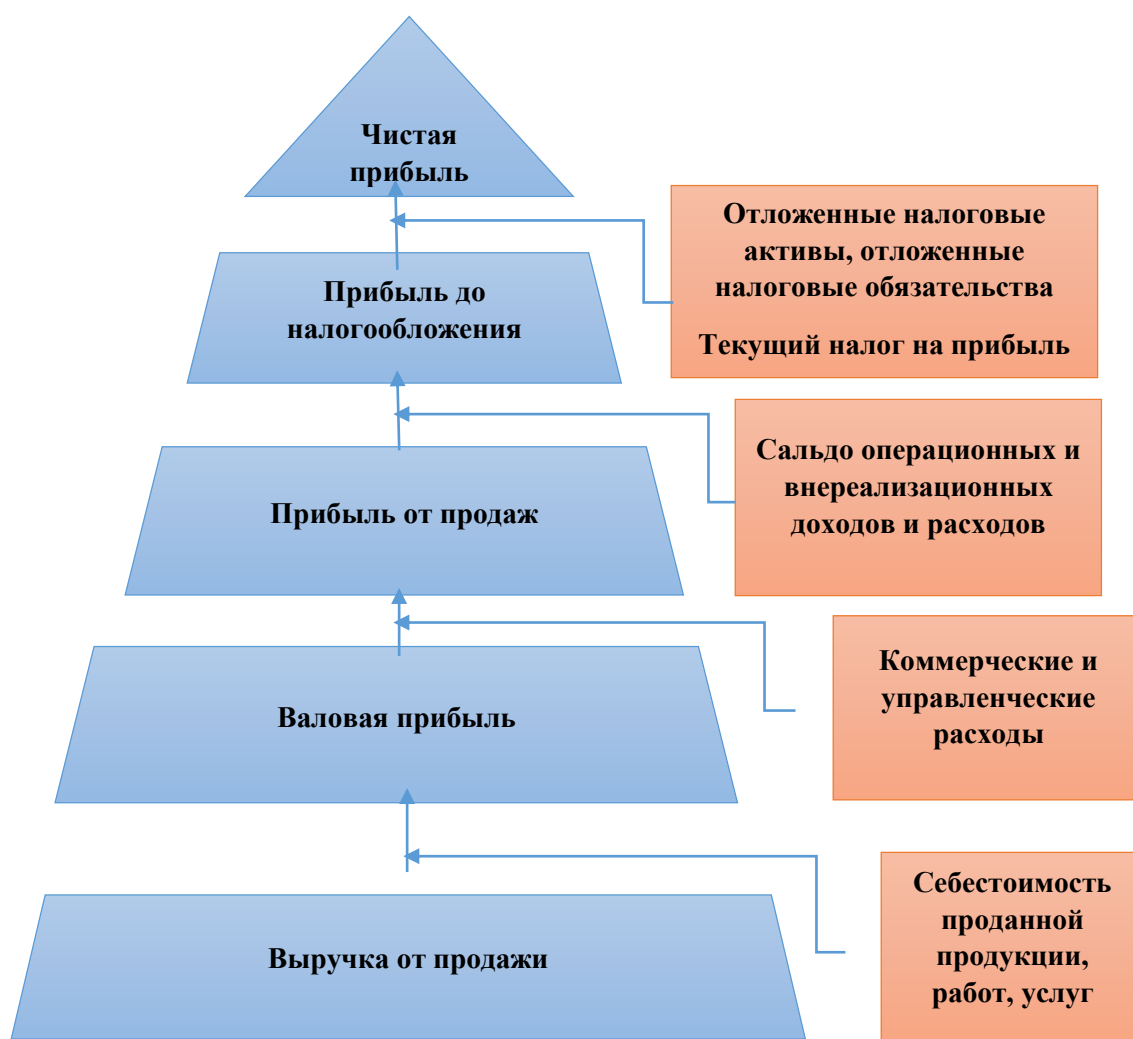 Чистая
прибыль
Отложенные налоговые
активы, отложенные
налоговые обязательства
Текущий налог на прибыль
Прибыль до
налогообложения
Сальдо операционных и
внереализационных
доходов и расходов
Прибыль от продаж
Коммерческие и
управленческие
расходы
Валовая прибыль
Себестоимость
проданной
продукции,
работ, услуг
Выручка от продажи